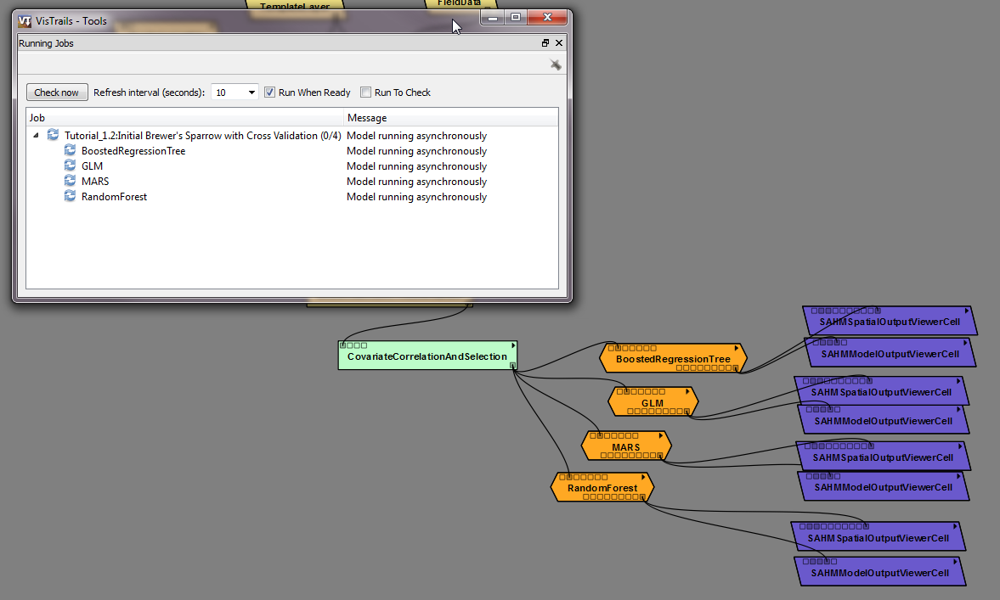 TemplateLayer
FieldData
VisTrails - Tools
Running Jobs
Check now Refresh interval (seconds): 10 Run When Ready Run To Check
Job Message
Tutorial_1.2:Initial Brewer's Sparrow with Cross Validation (0/4) Model running asynchronously
BoostedRegressionTree Model running asynchronously
GLM Model running asynchronously
MARS Model running asynchronously
RandomForest Model running asynchronously
CovariateCorrelationAndSelection
BoostedRegressionTree
GLM
MARS
RandomForest
SAHMSpatialOutputViewerCell
SAHMModelOutputViewerCell
SAHMSpatialOutputViewerCell
SAHMModelOutputViewerCell
SAHMSpatialOutputViewerCell
SAHMModelOutputViewerCell
SAHMSpatialOutputViewerCell
SAHMModelOutputViewerCell